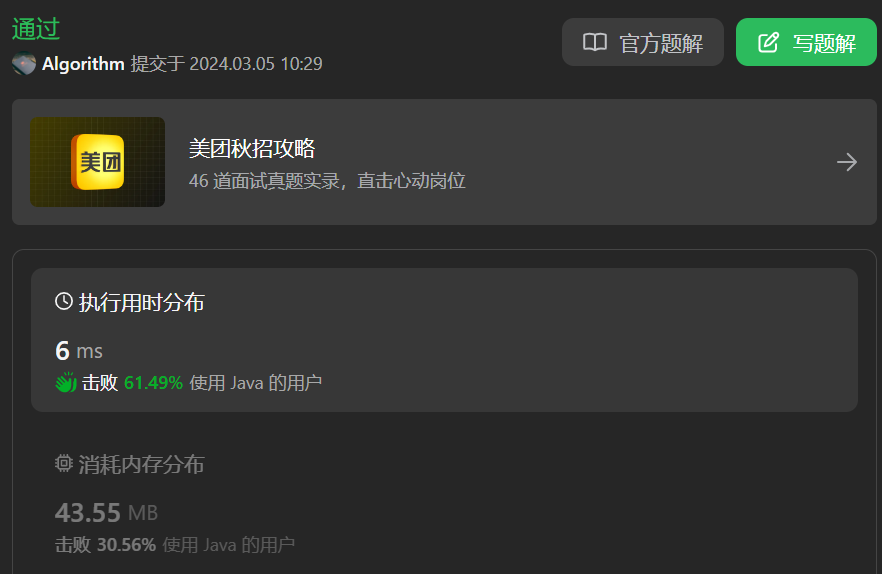 通过
官方题解
写题解
Algorithm 提交于 2024.03.05 10:29
美团
美团秋招攻略
46 道面试真题实录，直击心动岗位
执行用时分布
6 ms
击败 61.49% 使用 Java 的用户
消耗内存分布
43.55 MB
击败 30.56% 使用 Java 的用户